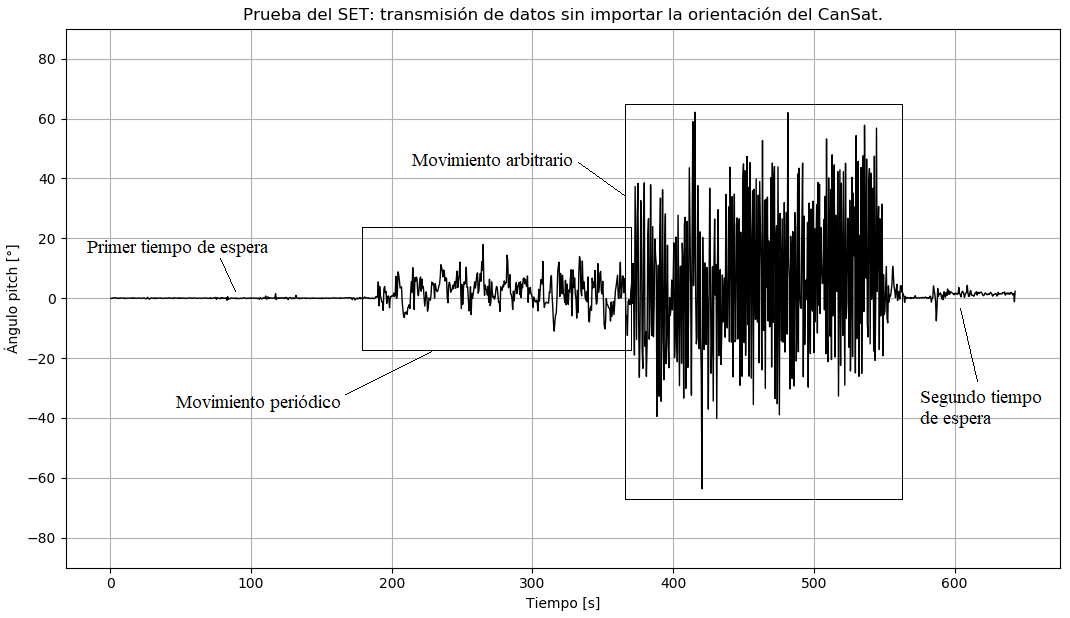 Prueba del SET: transmisión de datos sin importar la orientación del CanSat.
80
60
40
20
0
−20
−40
−60
−80
Ángulo pitch [°]
Movimiento arbitrario
Primer tiempo de espera
Movimiento periódico
Segundo tiempo
de espera
0 100 200 300 400 500 600
Tiempo [s]